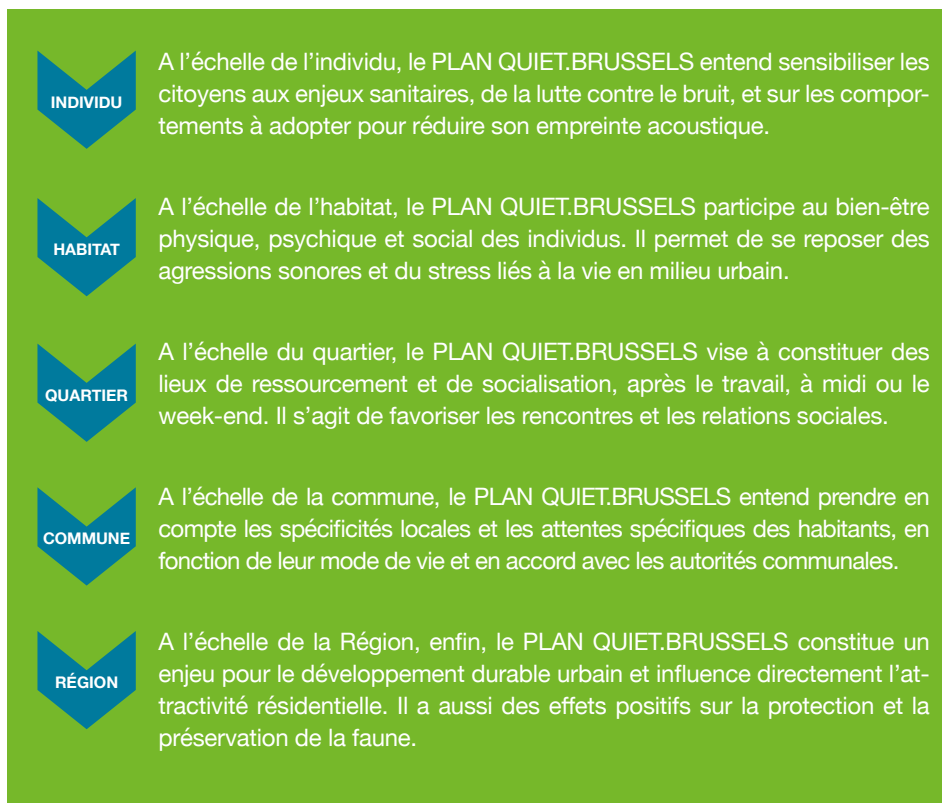 INDIVIDU
A l’échelle de l’individu, le PLAN QUIET.BRUSSELS entend sensibiliser les
citoyens aux enjeux sanitaires, de la lutte contre le bruit, et sur les compor-
tements à adopter pour réduire son empreinte acoustique.
HABITAT
A l’échelle de l’habitat, le PLAN QUIET.BRUSSELS participe au bien-être
physique, psychique et social des individus. Il permet de se reposer des
agressions sonores et du stress liés à la vie en milieu urbain.
QUARTIER
A l’échelle du quartier, le PLAN QUIET.BRUSSELS vise à constituer des
lieux de ressourcement et de socialisation, après le travail, à midi ou le
week-end. Il s’agit de favoriser les rencontres et les relations sociales.
COMMUNE
A l’échelle de la commune, le PLAN QUIET.BRUSSELS entend prendre en
compte les spécificités locales et les attentes spécifiques des habitants, en
fonction de leur mode de vie et en accord avec les autorités communales.
RÉGION
A l’échelle de la Région, enfin, le PLAN QUIET.BRUSSELS constitue un
enjeu pour le développement durable urbain et influence directement l’at-
tractivité résidentielle. Il a aussi des effets positifs sur la protection et la
préservation de la faune.